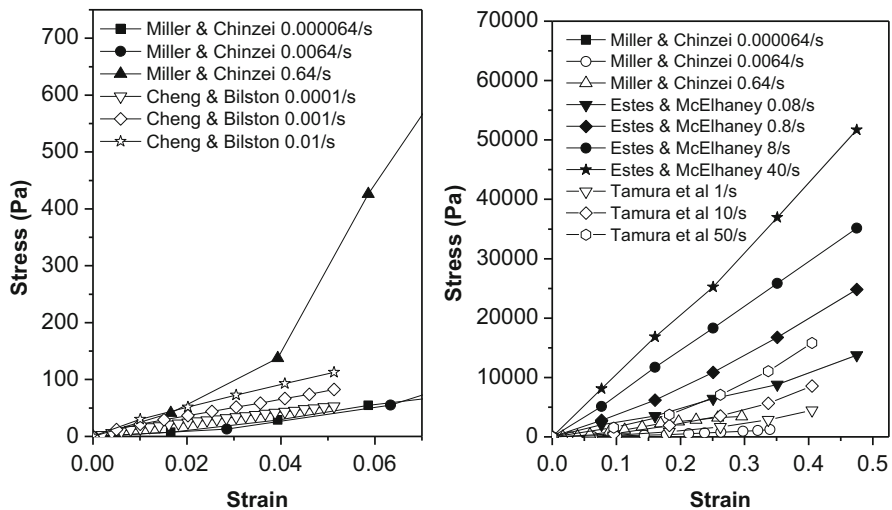 750
600
450
300
150
0
0.00
0.02
0.04
0.06
Stress (Pa)
Strain
Miller & Chinzei 0.000064/s
Miller & Chinzei 0.0064/s
Miller & Chinzei 0.64/s
Cheng & Bilston 0.0001/s
Cheng & Bilston 0.001/s
Cheng & Bilston 0.01/s
70000
60000
50000
40000
30000
20000
10000
0
0.0
0.1
0.2
0.3
0.4
0.5
Stress (Pa)
Strain
Miller & Chinzei 0.000064/s
Miller & Chinzei 0.0064/s
Miller & Chinzei 0.64/s
Estes & McElhaney 0.08/s
Estes & McElhaney 0.8/s
Estes & McElhaney 8/s
Estes & McElhaney 40/s
Tamura et al 1/s
Tamura et al 10/s
Tamura et al 50/s